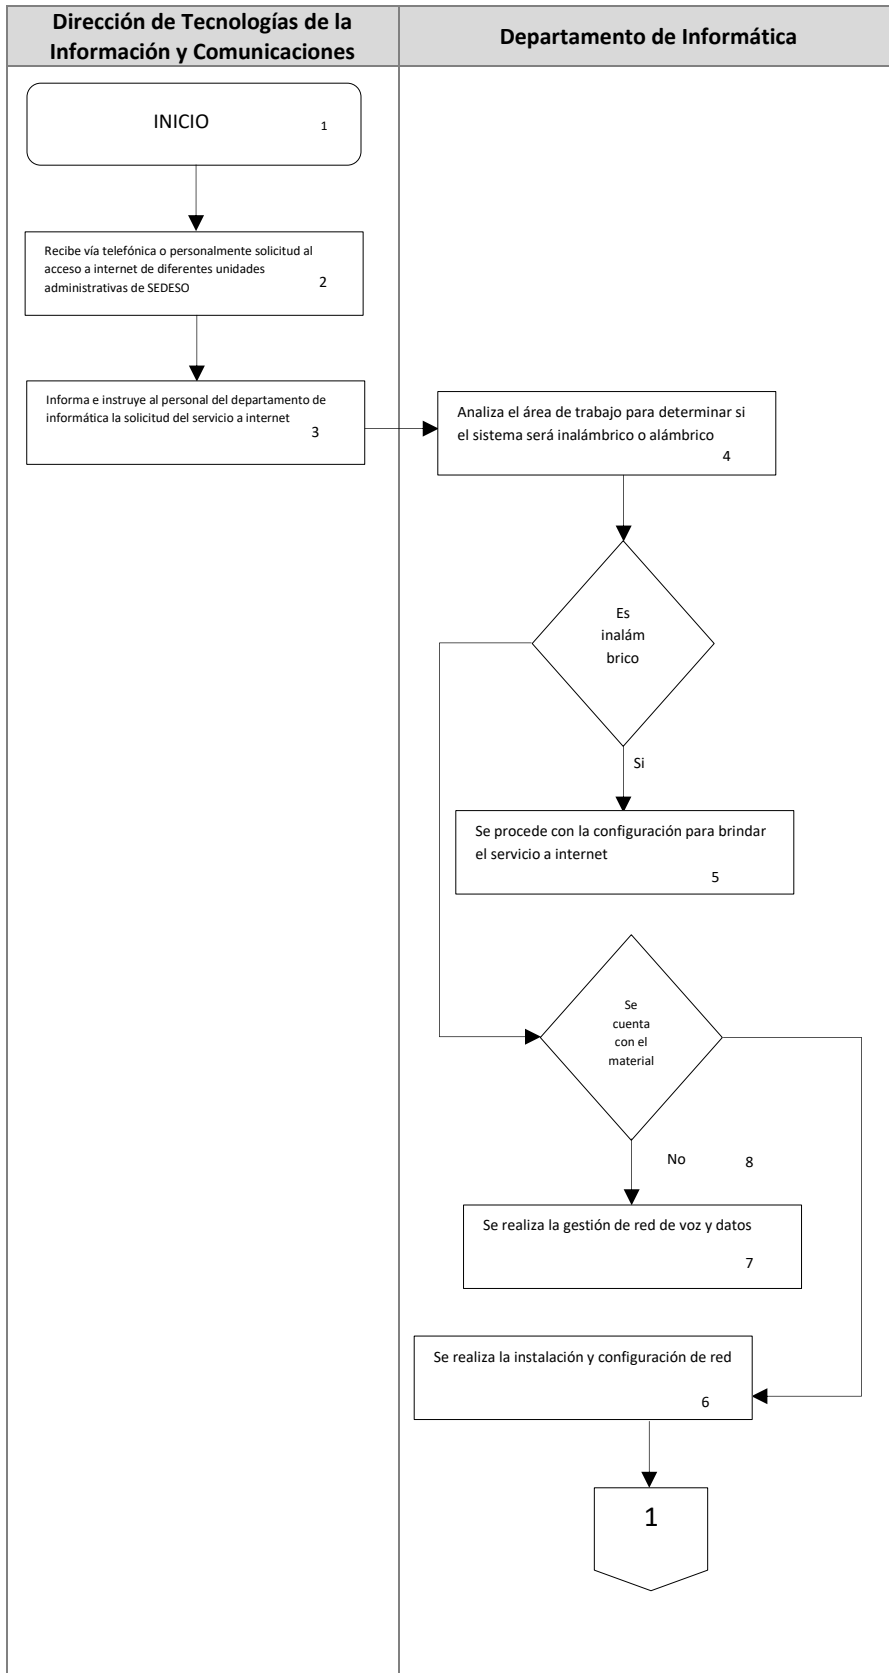 Dirección de Tecnologías de la
Información y Comunicaciones
Departamento de Informática
INICIO 1
Recibe vía telefónica o personalmente solicitud al
acceso a internet de diferentes unidades
administrativas de SEDESO
2
Informa e instruye al personal del departamento de
informática la solicitud del servicio a internet
3
Analiza el área de trabajo para determinar si
el sistema será inalámbrico o alámbrico
4
Es
inalám
brico
Si
Se procede con la configuración para brindar
el servicio a internet
5
Se
cuenta
con el
material
No 8
Se realiza la gestión de red de voz y datos
7
Se realiza la instalación y configuración de red
6
1